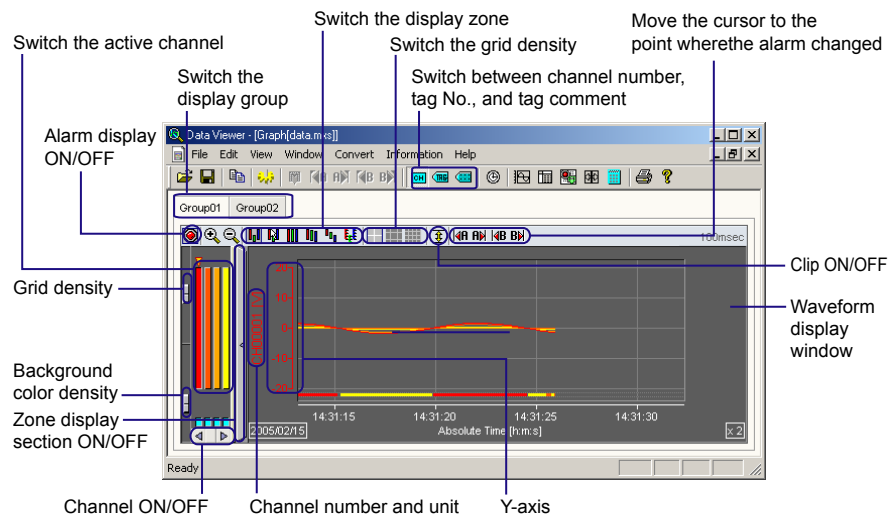 Switch the display zone
Move the cursor to the
point wherethe alarm changed
Switch the active channel
Switch the grid density
Switch the
display group
Switch between channel number,
tag No., and tag comment
Alarm display
ON/OFF
Data Viewer - [Graph[data.mxs]]
File Edit View Window Convert Information Help
CH TAG
Group01 Group02
A A B B 100msec
Clip ON/OFF
Grid density
Waveform
display
window
CH00001 [V]
20
10
0
-10
-20
Background
color density
Zone display
section ON/OFF
14:31:15 14:31:20 14:31:25 14:31:30
2005/02/15 Absolute Time [h:m:s] x 2
Ready
Channel ON/OFF Channel number and unit Y-axis